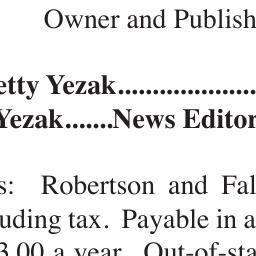 Owner and Publish
etty Yezak....................
Yezak.......News Editor
s: Robertson and Fal
uding tax. Payable in a
3.00 a year. Out-of-sta